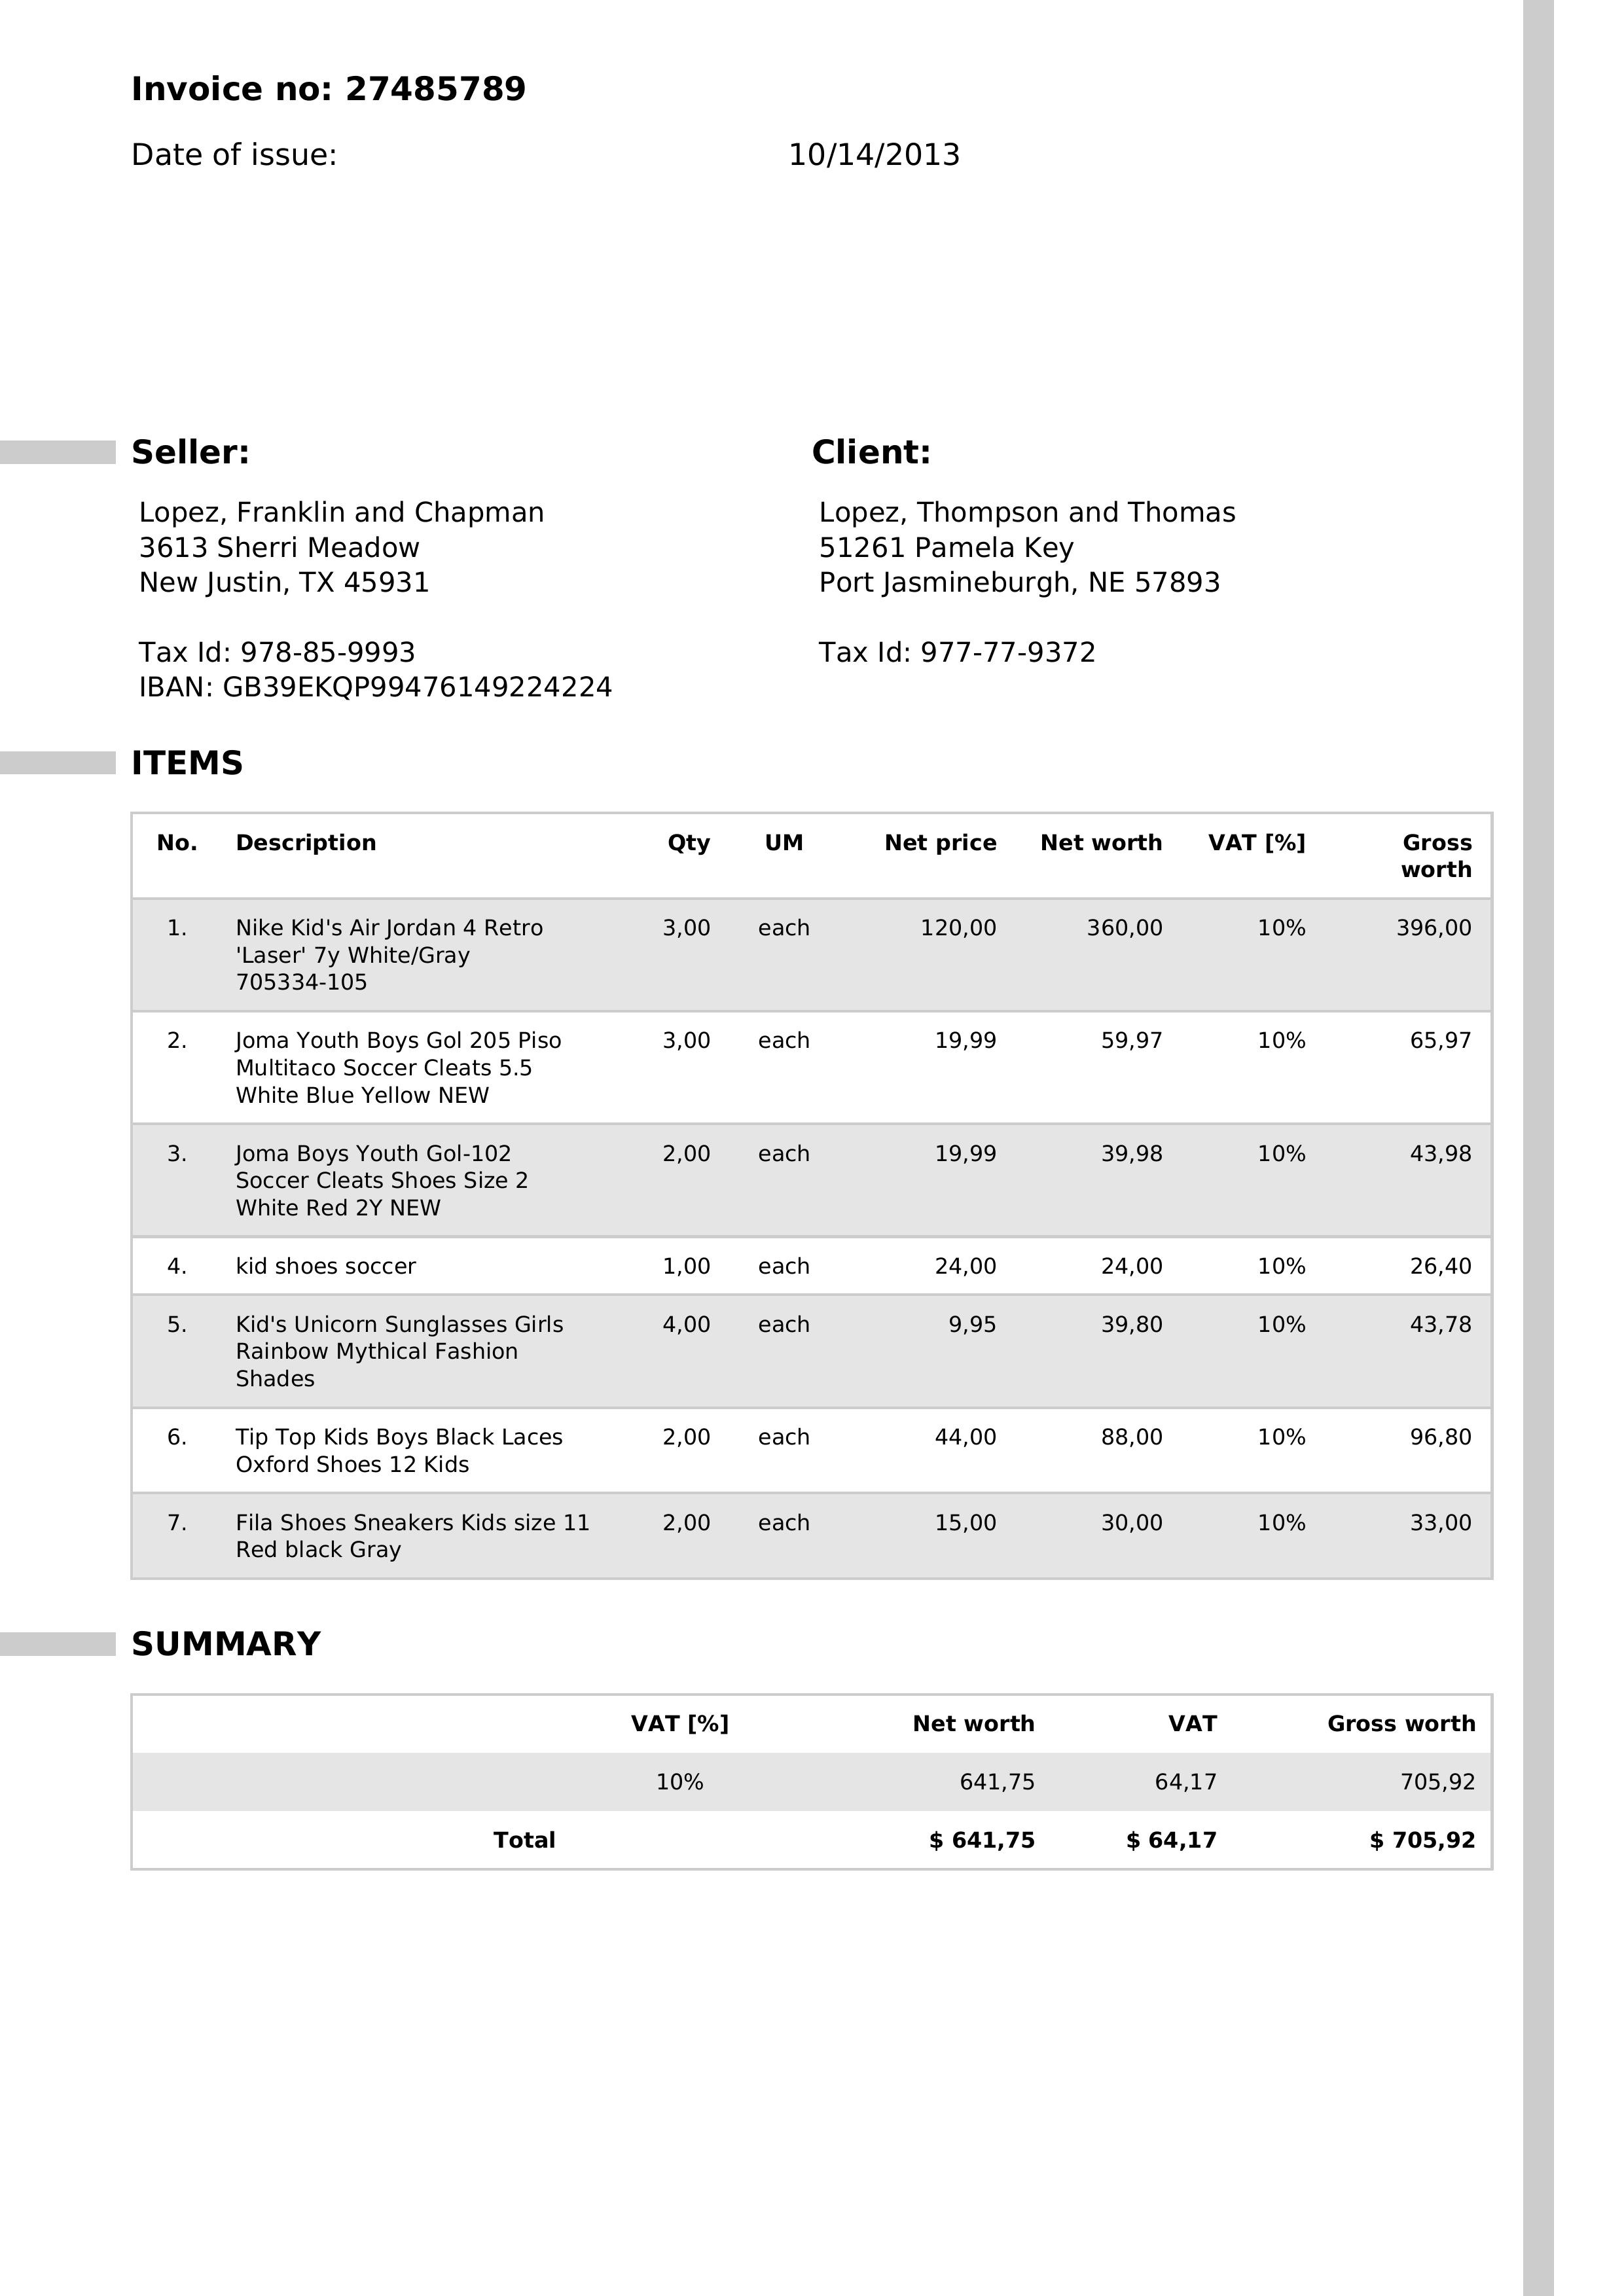 Invoice no: 27485789
Date of issue: 10/14/2013
Seller:
Lopez, Franklin and Chapman
3613 Sherri Meadow
New Justin, TX 45931
Tax Id: 978-85-9993
IBAN: GB39EKQP99476149224224
Client:
Lopez, Thompson and Thomas
51261 Pamela Key
Port Jasmineburgh, NE 57893
Tax Id: 977-77-9372
ITEMS
No. Description Qty UM Net price Net worth VAT [%] Gross
worth
1. Nike Kid's Air Jordan 4 Retro 3,00 each 120,00 360,00 10% 396,00
'Laser' 7y White/Gray
705334-105
2. Joma Youth Boys Gol 205 Piso 3,00 each 19,99 59,97 10% 65,97
Multitaco Soccer Cleats 5.5
White Blue Yellow NEW
3. Joma Boys Youth Gol-102 2,00 each 19,99 39,98 10% 43,98
Soccer Cleats Shoes Size 2
White Red 2Y NEW
4. kid shoes soccer 1,00 each 24,00 24,00 10% 26,40
5. Kid's Unicorn Sunglasses Girls 4,00 each 9,95 39,80 10% 43,78
Rainbow Mythical Fashion
Shades
6. Tip Top Kids Boys Black Laces 2,00 each 44,00 88,00 10% 96,80
Oxford Shoes 12 Kids
7. Fila Shoes Sneakers Kids size 11 2,00 each 15,00 30,00 10% 33,00
Red black Gray
SUMMARY
VAT [%] Net worth VAT Gross worth
10% 641,75 64,17 705,92
Total $ 641,75 $ 64,17 $ 705,92